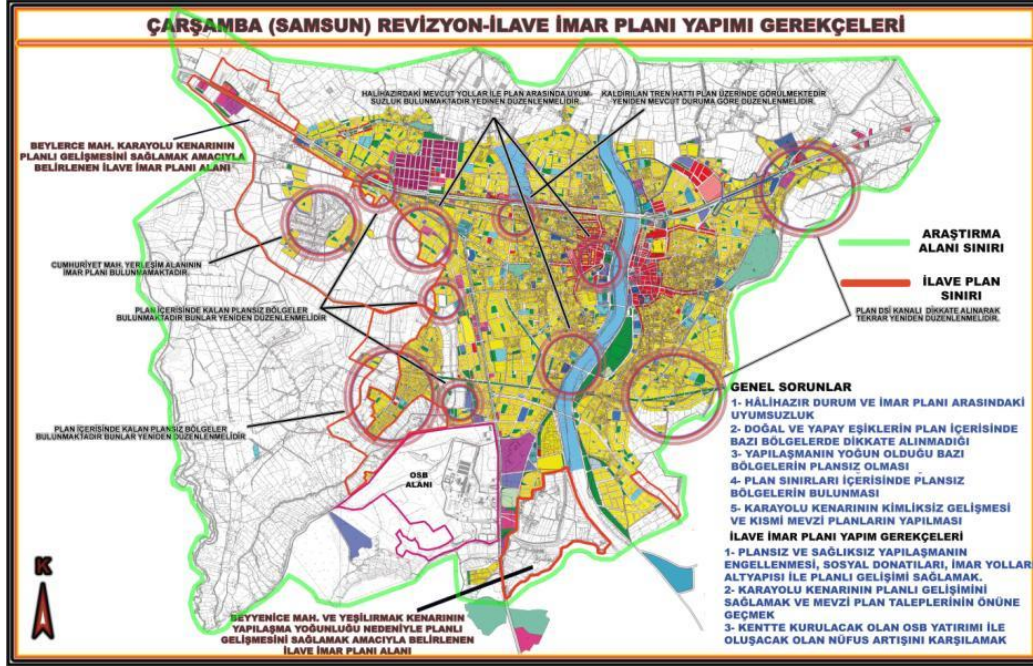 ÇARŞAMBA (SAMSUN) REVİZYON-İLAVE İMAR PLANI YAPIMI GEREKÇELERİ
HALİHAZIRDAKİ MEVCUT YOLLAR İLE PLAN ARASINDA UYUM-
SUZLUK BULUNMAKTADIR YEDİNEN DÜZENLENMELİDİR.
KALDIRILAN TREN HATTI PLAN ÜZERİNDE GÖRÜLMEKTEDİR
YENİDEN MEVCUT DURUMA GÖRE DÜZENLENMELİDİR.
BEYLERCE MAH. KARAYOLU KENARININ
PLANLI GELİŞMESİNİ SAĞLAMAK AMACIYLA
BELİRLENEN İLAVE İMAR PLANI ALANI
CUMHURİYET MAH. YERLEŞİM ALANININ
İMAR PLANI BULUNMAMAKTADIR.
PLAN İÇERİSİNDE KALAN PLANSIZ BÖLGELER
BULUNMAKTADIR BUNLAR YENİDEN DÜZENLENMELİDİR
PLAN İÇERİSİNDE KALAN PLANSIZ BÖLGELER
BULUNMAKTADIR BUNLAR YENİDEN DÜZENLENMELİDİR
ARAŞTIRMA
ALANI SINIRI
İLAVE PLAN
SINIRI
PLAN DSİ KANALI DİKKATE ALINARAK
TEKRAR YENİDEN DÜZENLENMELİDİR.
OSB
ALANI
GENEL SORUNLAR
1- HÂLİHAZIR DURUM VE İMAR PLANI ARASINDAKİ
UYUMSUZLUK
2- DOĞAL VE YAPAY EŞİKLERİN PLAN İÇERİSİNDE
BAZI BÖLGELERDE DİKKATE ALINMADIĞI
3- YAPILAŞMANIN YOĞUN OLDUĞU BAZI
BÖLGELERİN PLANSIZ OLMASI
4- PLAN SINIRLARI İÇERİSİNDE PLANSIZ
BÖLGELERİN BULUNMASI
5- KARAYOLU KENARININ KİMLİKSİZ GELİŞMESİ
VE KISMİ MEVZİ PLANLARIN YAPILMASI
İLAVE İMAR PLANI YAPIM GEREKÇELERİ
1- PLANSIZ VE SAĞLIKSIZ YAPILAŞMANIN
ENGELLENMESİ, SOSYAL DONATILARI, İMAR YOLLARI
ALTYAPISI İLE PLANLI GELİŞİMİ SAĞLAMAK.
2- KARAYOLU KENARININ PLANLI GELİŞİMİNİ
SAĞLAMAK VE MEVZİ PLAN TALEPLERİNİN ÖNÜNE
GEÇMEK
3- KENTTE KURULACAK OLAN OSB YATIRIMI İLE
OLUŞACAK OLAN NÜFUS ARTIŞINI KARŞILAMAK
BEYYENİCE MAH. VE YEŞİLIRMAK KENARININ
YAPILAŞMA YOĞUNLUĞU NEDENİYLE PLANLI
GELİŞMESİNİ SAĞLAMAK AMACIYLA BELİRLENEN
İLAVE İMAR PLANI ALANI
K